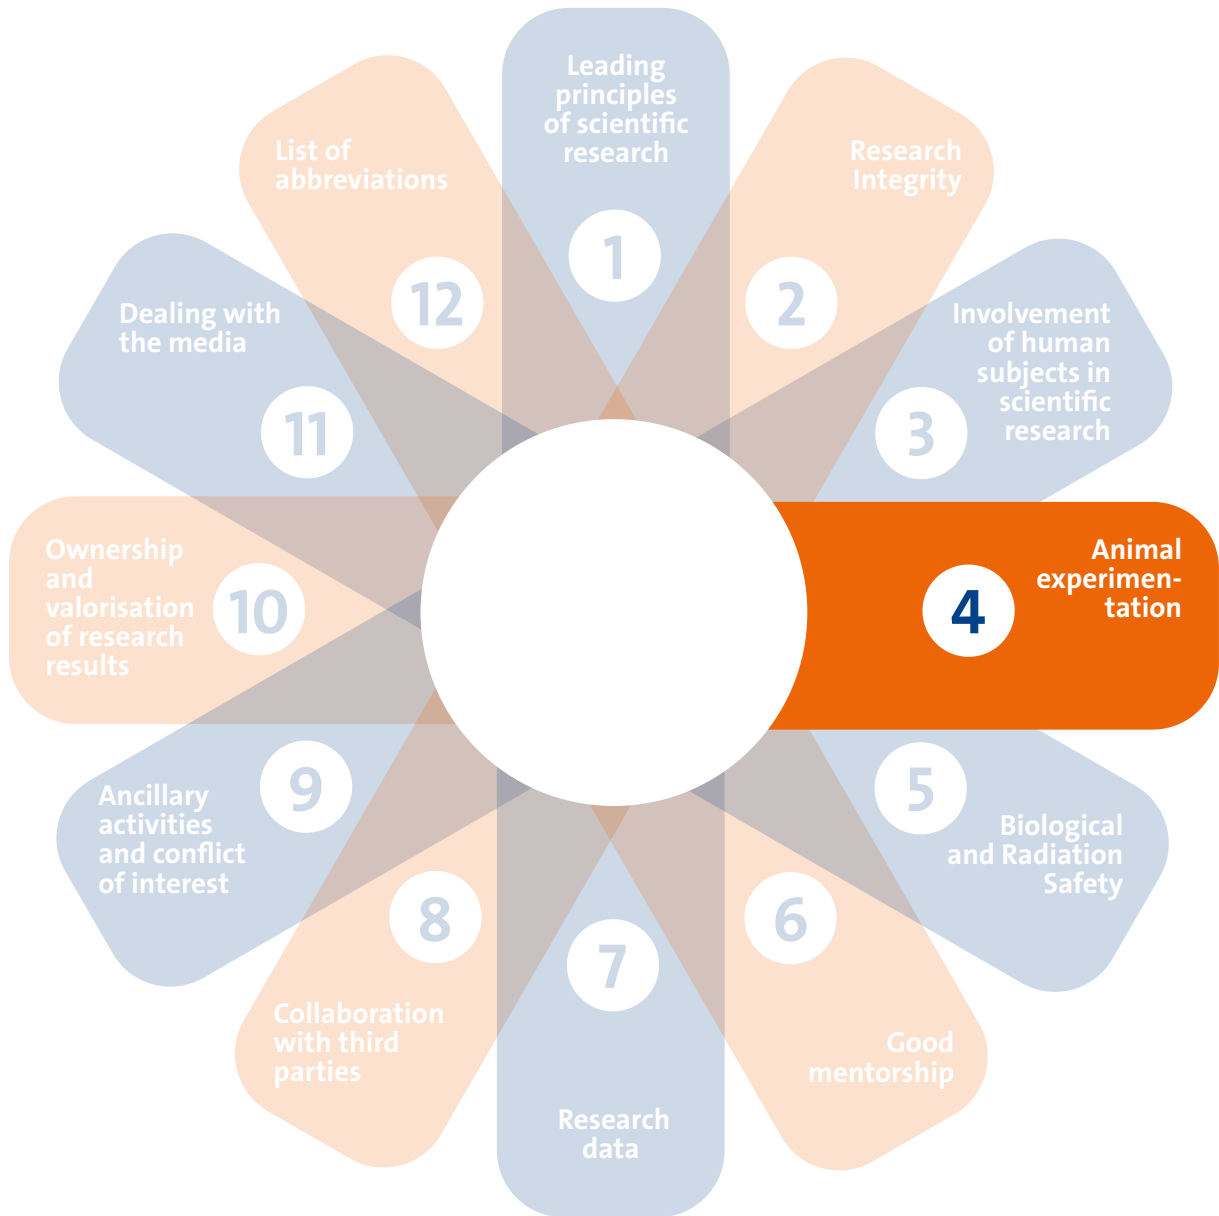 Leading
principles
of scientific
research
1
Research
Integrity
2
Involvement
of human
subjects in
scientific
research
3
Animal
experimen-
tation
4
5
Biological
and Radiation
Safety
6
Good
mentorship
7
Research
data
8
Collaboration
with third
parties
9
Ancillary
activities
and conflict
of interest
10
Ownership
and
valorisation
of research
results
11
Dealing with
the media
12
List of
abbreviations